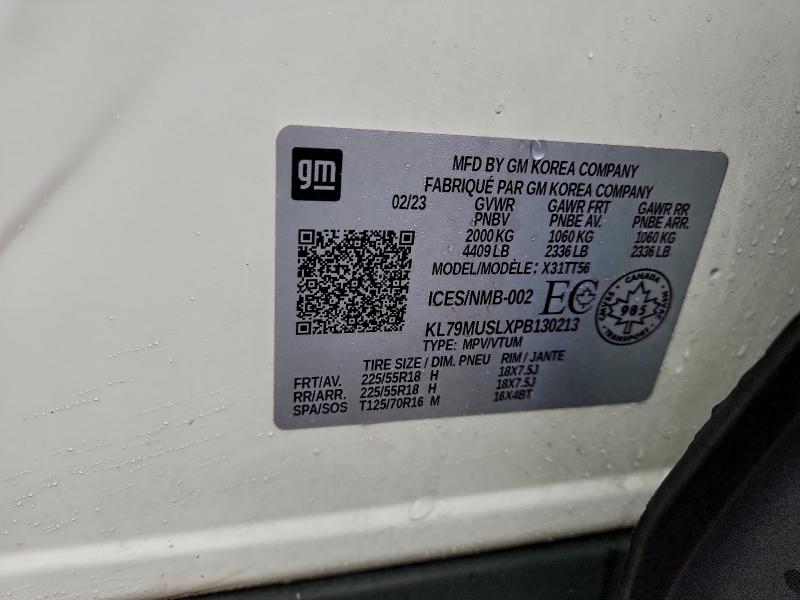 gm
MFD BY GM KOREA COMPANY
FABRIQUÉ PAR GM KOREA COMPANY
02/23 GVWR GAWR FRT GAWR RR
PNBV PNBE AV. PNBE ARR.
2000 KG 1060 KG 1060 KG
4409 LB 2336 LB 2336 LB
MODEL/MODÈLE: X31TT56
ICES/NMB-002 EC
CANADA
985
TRANSPORT
KL79MUSLXPB130213
TYPE: MPV/VTUM
TIRE SIZE / DIM. PNEU RIM / JANTE
FRT/AV. 225/55R18 H 18X7.5J
RR/ARR. 225/55R18 H 18X7.5J
SPA/SOS T125/70R16 M 16X4BT